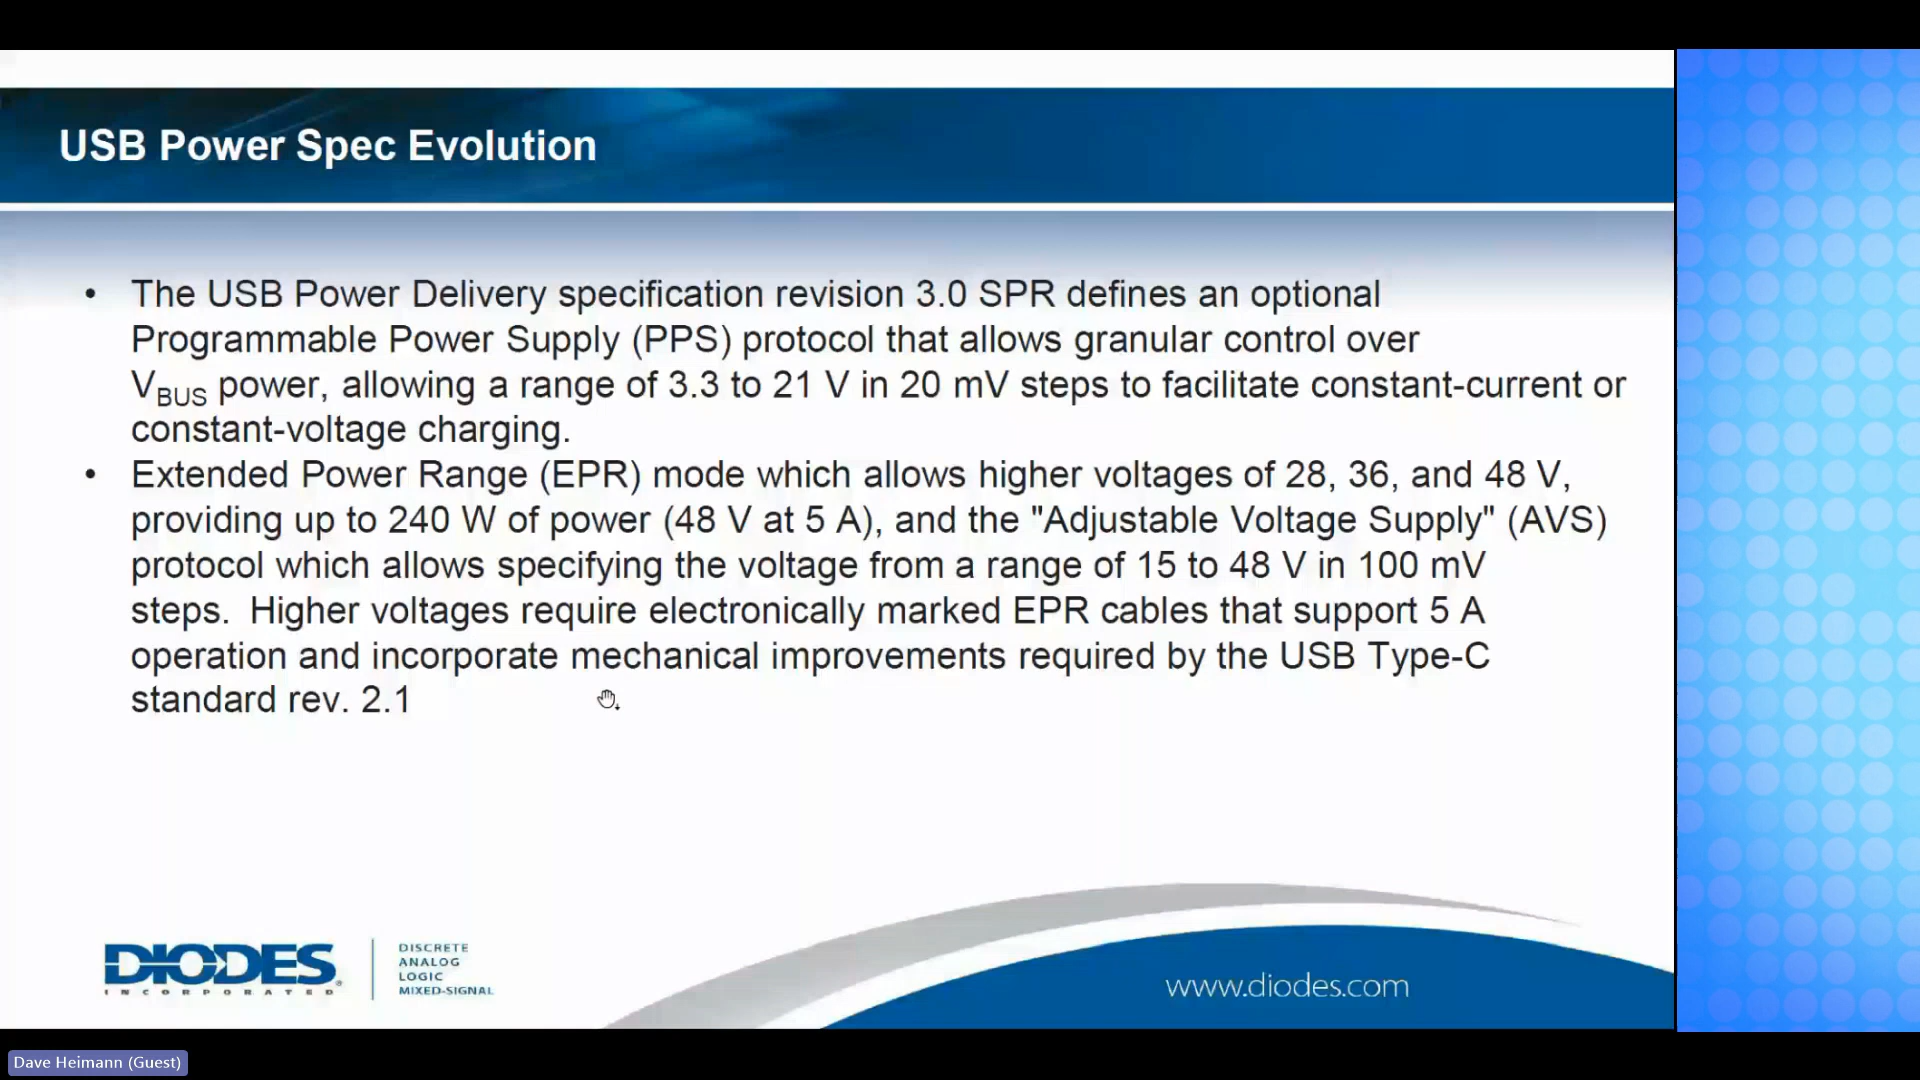 USB Power Spec Evolution
• The USB Power Delivery specification revision 3.0 SPR defines an optional
Programmable Power Supply (PPS) protocol that allows granular control over
VBUS power, allowing a range of 3.3 to 21 V in 20 mV steps to facilitate constant-current or
constant-voltage charging.
• Extended Power Range (EPR) mode which allows higher voltages of 28, 36, and 48 V,
providing up to 240 W of power (48 V at 5 A), and the "Adjustable Voltage Supply" (AVS)
protocol which allows specifying the voltage from a range of 15 to 48 V in 100 mV
steps.  Higher voltages require electronically marked EPR cables that support 5 A
operation and incorporate mechanical improvements required by the USB Type-C
standard rev. 2.1
DIODES
INCORPORATED
DISCRETE
ANALOG
LOGIC
MIXED-SIGNAL
www.diodes.com
Dave Heimann (Guest)